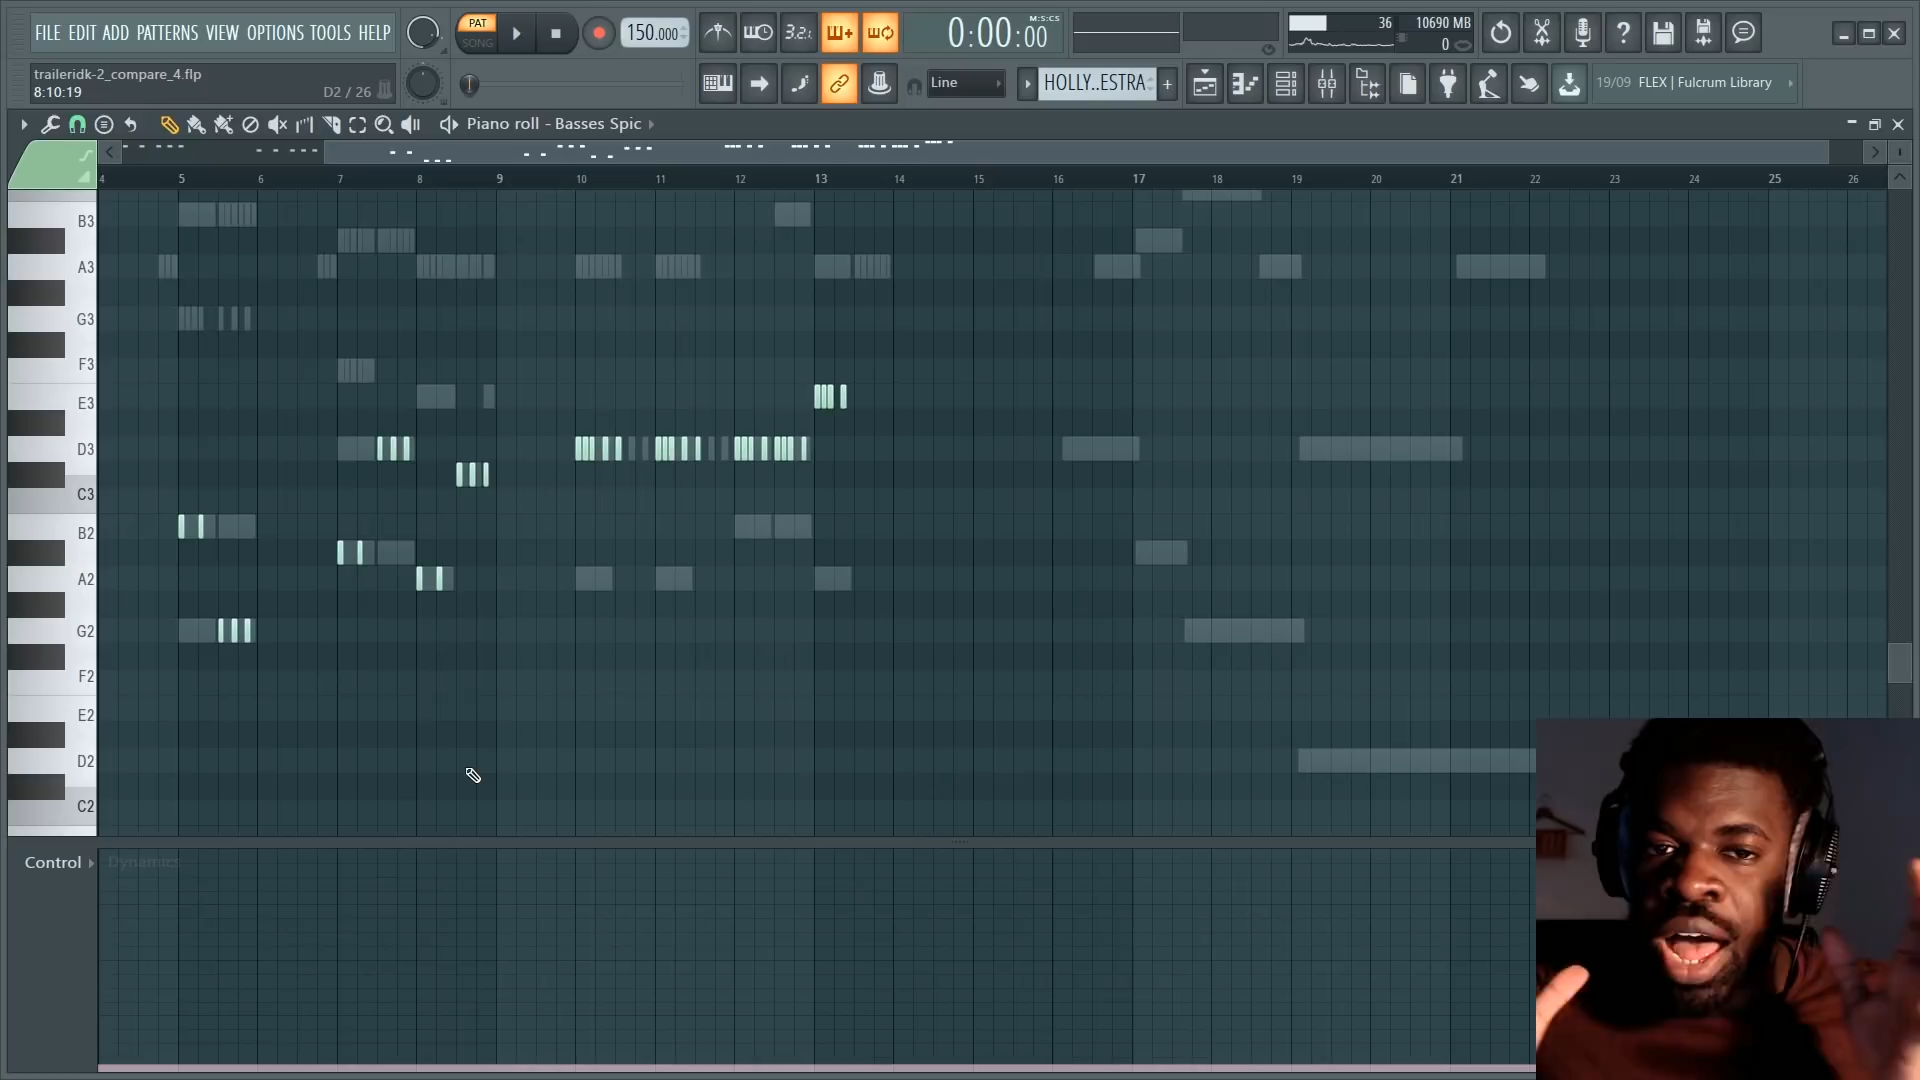 FILE EDIT ADD PATTERNS VIEW OPTIONS TOOLS HELP
PAT
SONG
150.000
3.2.
0:00:00
M:S:CS
36
10690 MB
0
traileridk-2_compare_4.flp
8:10:19
D2 / 26
Line
HOLLY..ESTRA
+
19/09 FLEX | Fulcrum Library
Piano roll - Basses Spic
4 5 6 7 8 9 10 11 12 13 14 15 16 17 18 19 20 21 22 23 24 25 26
B3
A3
G3
F3
E3
D3
C3
B2
A2
G2
F2
E2
D2
C2
Control
Dynamics